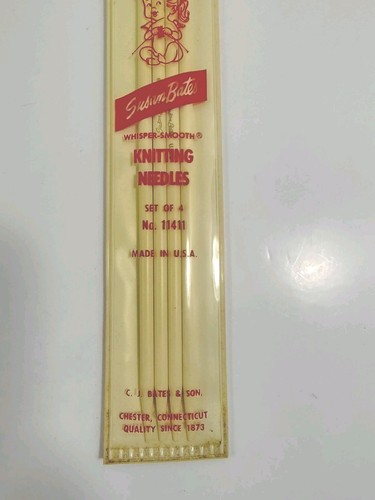 Susan Bates
WHISPER-SMOOTH®
KNITTING
NEEDLES
SET OF 4
No. 11411
MADE IN U.S.A.
C. J. BATES & SON,
CHESTER, CONNECTICUT
QUALITY SINCE 1873